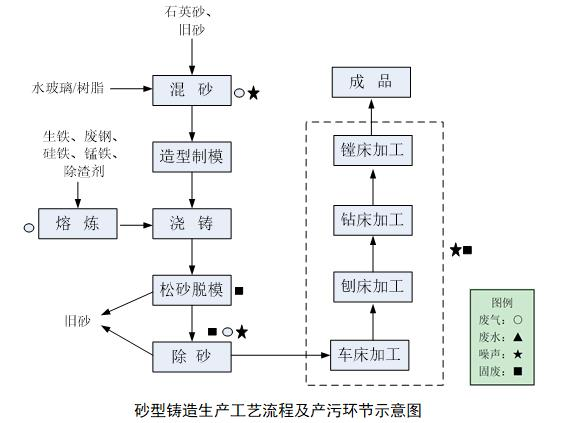 石英砂、
旧砂
水玻璃/树脂
混 砂
成 品
生铁、废钢、
硅铁、锰铁、
除渣剂
造型制模
镗床加工
熔 炼
浇 铸
钻床加工
松砂脱模
刨床加工
旧砂
除 砂
车床加工
图例
废气：○
废水：▲
噪声：★
固废：■
砂型铸造生产工艺流程及产污环节示意图